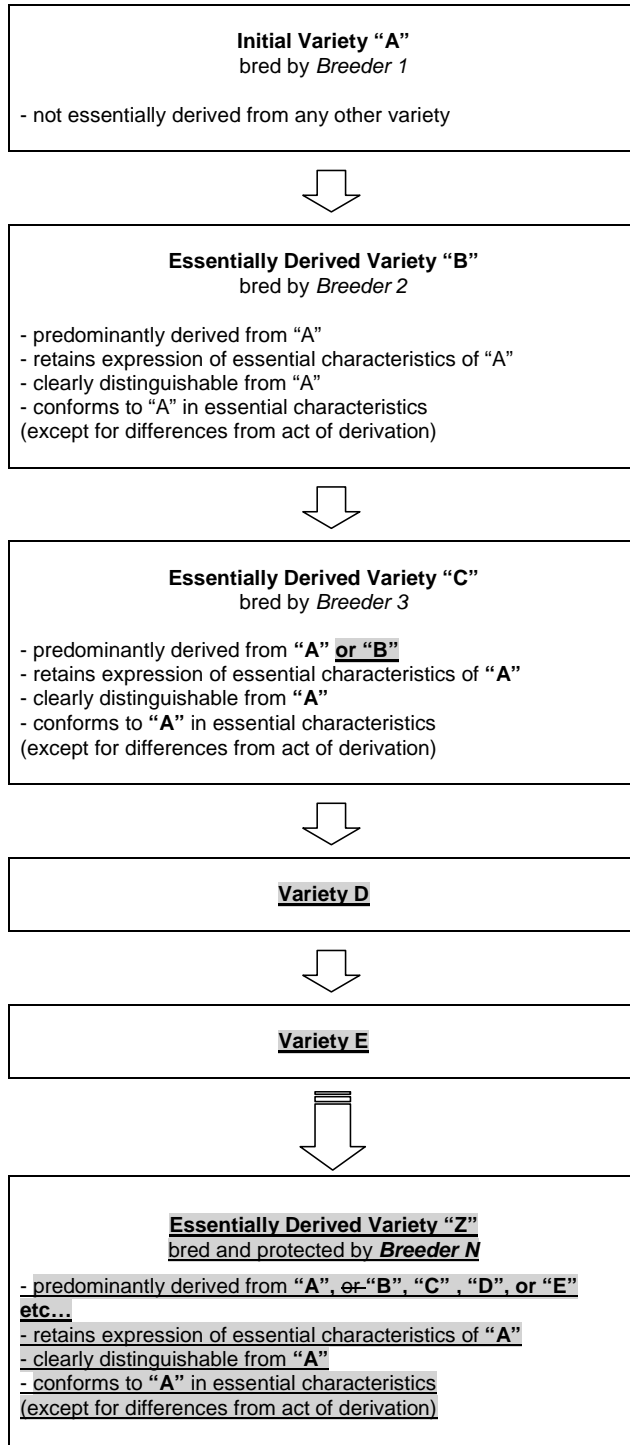 Initial Variety “A”
bred by Breeder 1
- not essentially derived from any other variety
Essentially Derived Variety “B”
bred by Breeder 2
- predominantly derived from “A”
- retains expression of essential characteristics of “A”
- clearly distinguishable from “A”
- conforms to “A” in essential characteristics
(except for differences from act of derivation)
Essentially Derived Variety “C”
bred by Breeder 3
- predominantly derived from “A” or “B”
- retains expression of essential characteristics of “A”
- clearly distinguishable from “A”
- conforms to “A” in essential characteristics
(except for differences from act of derivation)
Variety D
Variety E
Essentially Derived Variety “Z”
bred and protected by Breeder N
- predominantly derived from “A”, or “B”, “C” , “D”, or “E”
etc…
- retains expression of essential characteristics of “A”
- clearly distinguishable from “A”
- conforms to “A” in essential characteristics
(except for differences from act of derivation)